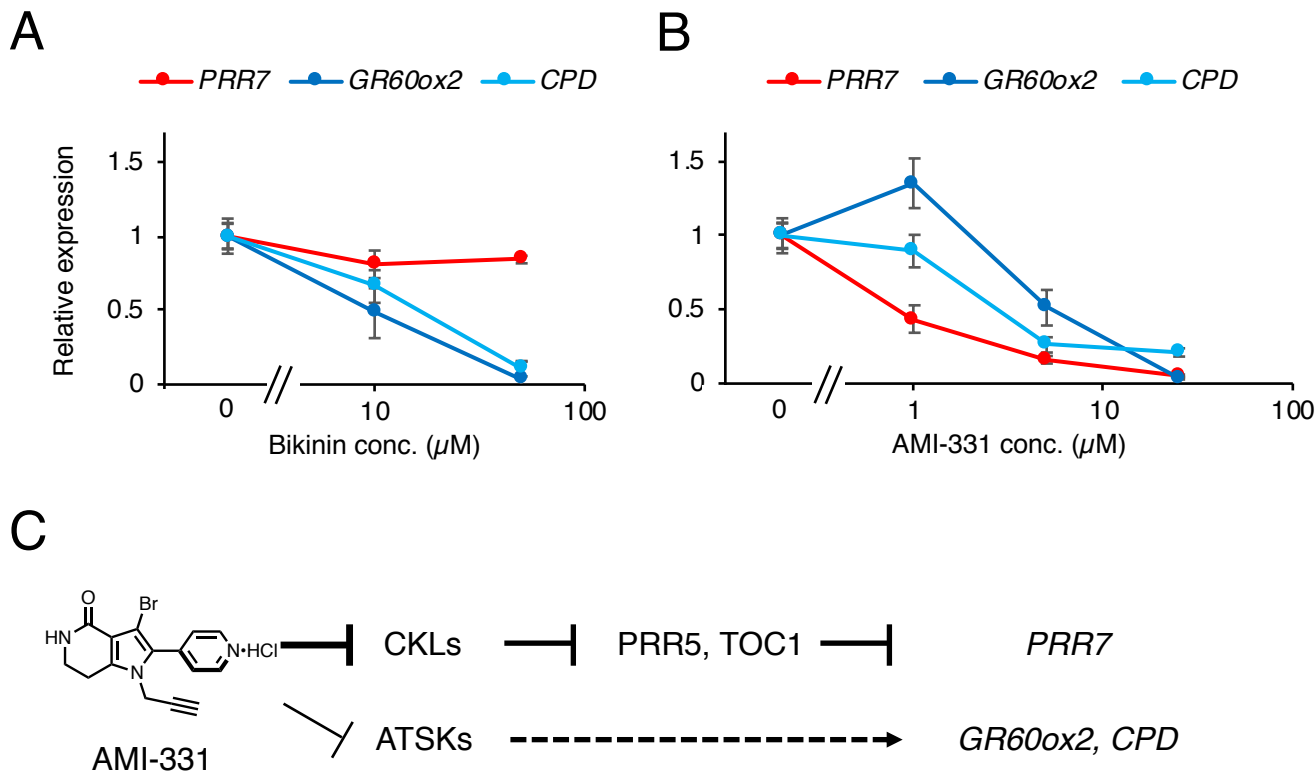 A
PRR7 GR60ox2 CPD
Relative expression
1.5
1
0.5
0
0 10 100
Bikinin conc. (µM)
B
PRR7 GR60ox2 CPD
1.5
1
0.5
0
0 1 10 100
AMI-331 conc. (µM)
C
O
Br
HN
N•HCl
N
AMI-331
CKLs PRR5, TOC1 PRR7
ATSKs GR60ox2, CPD